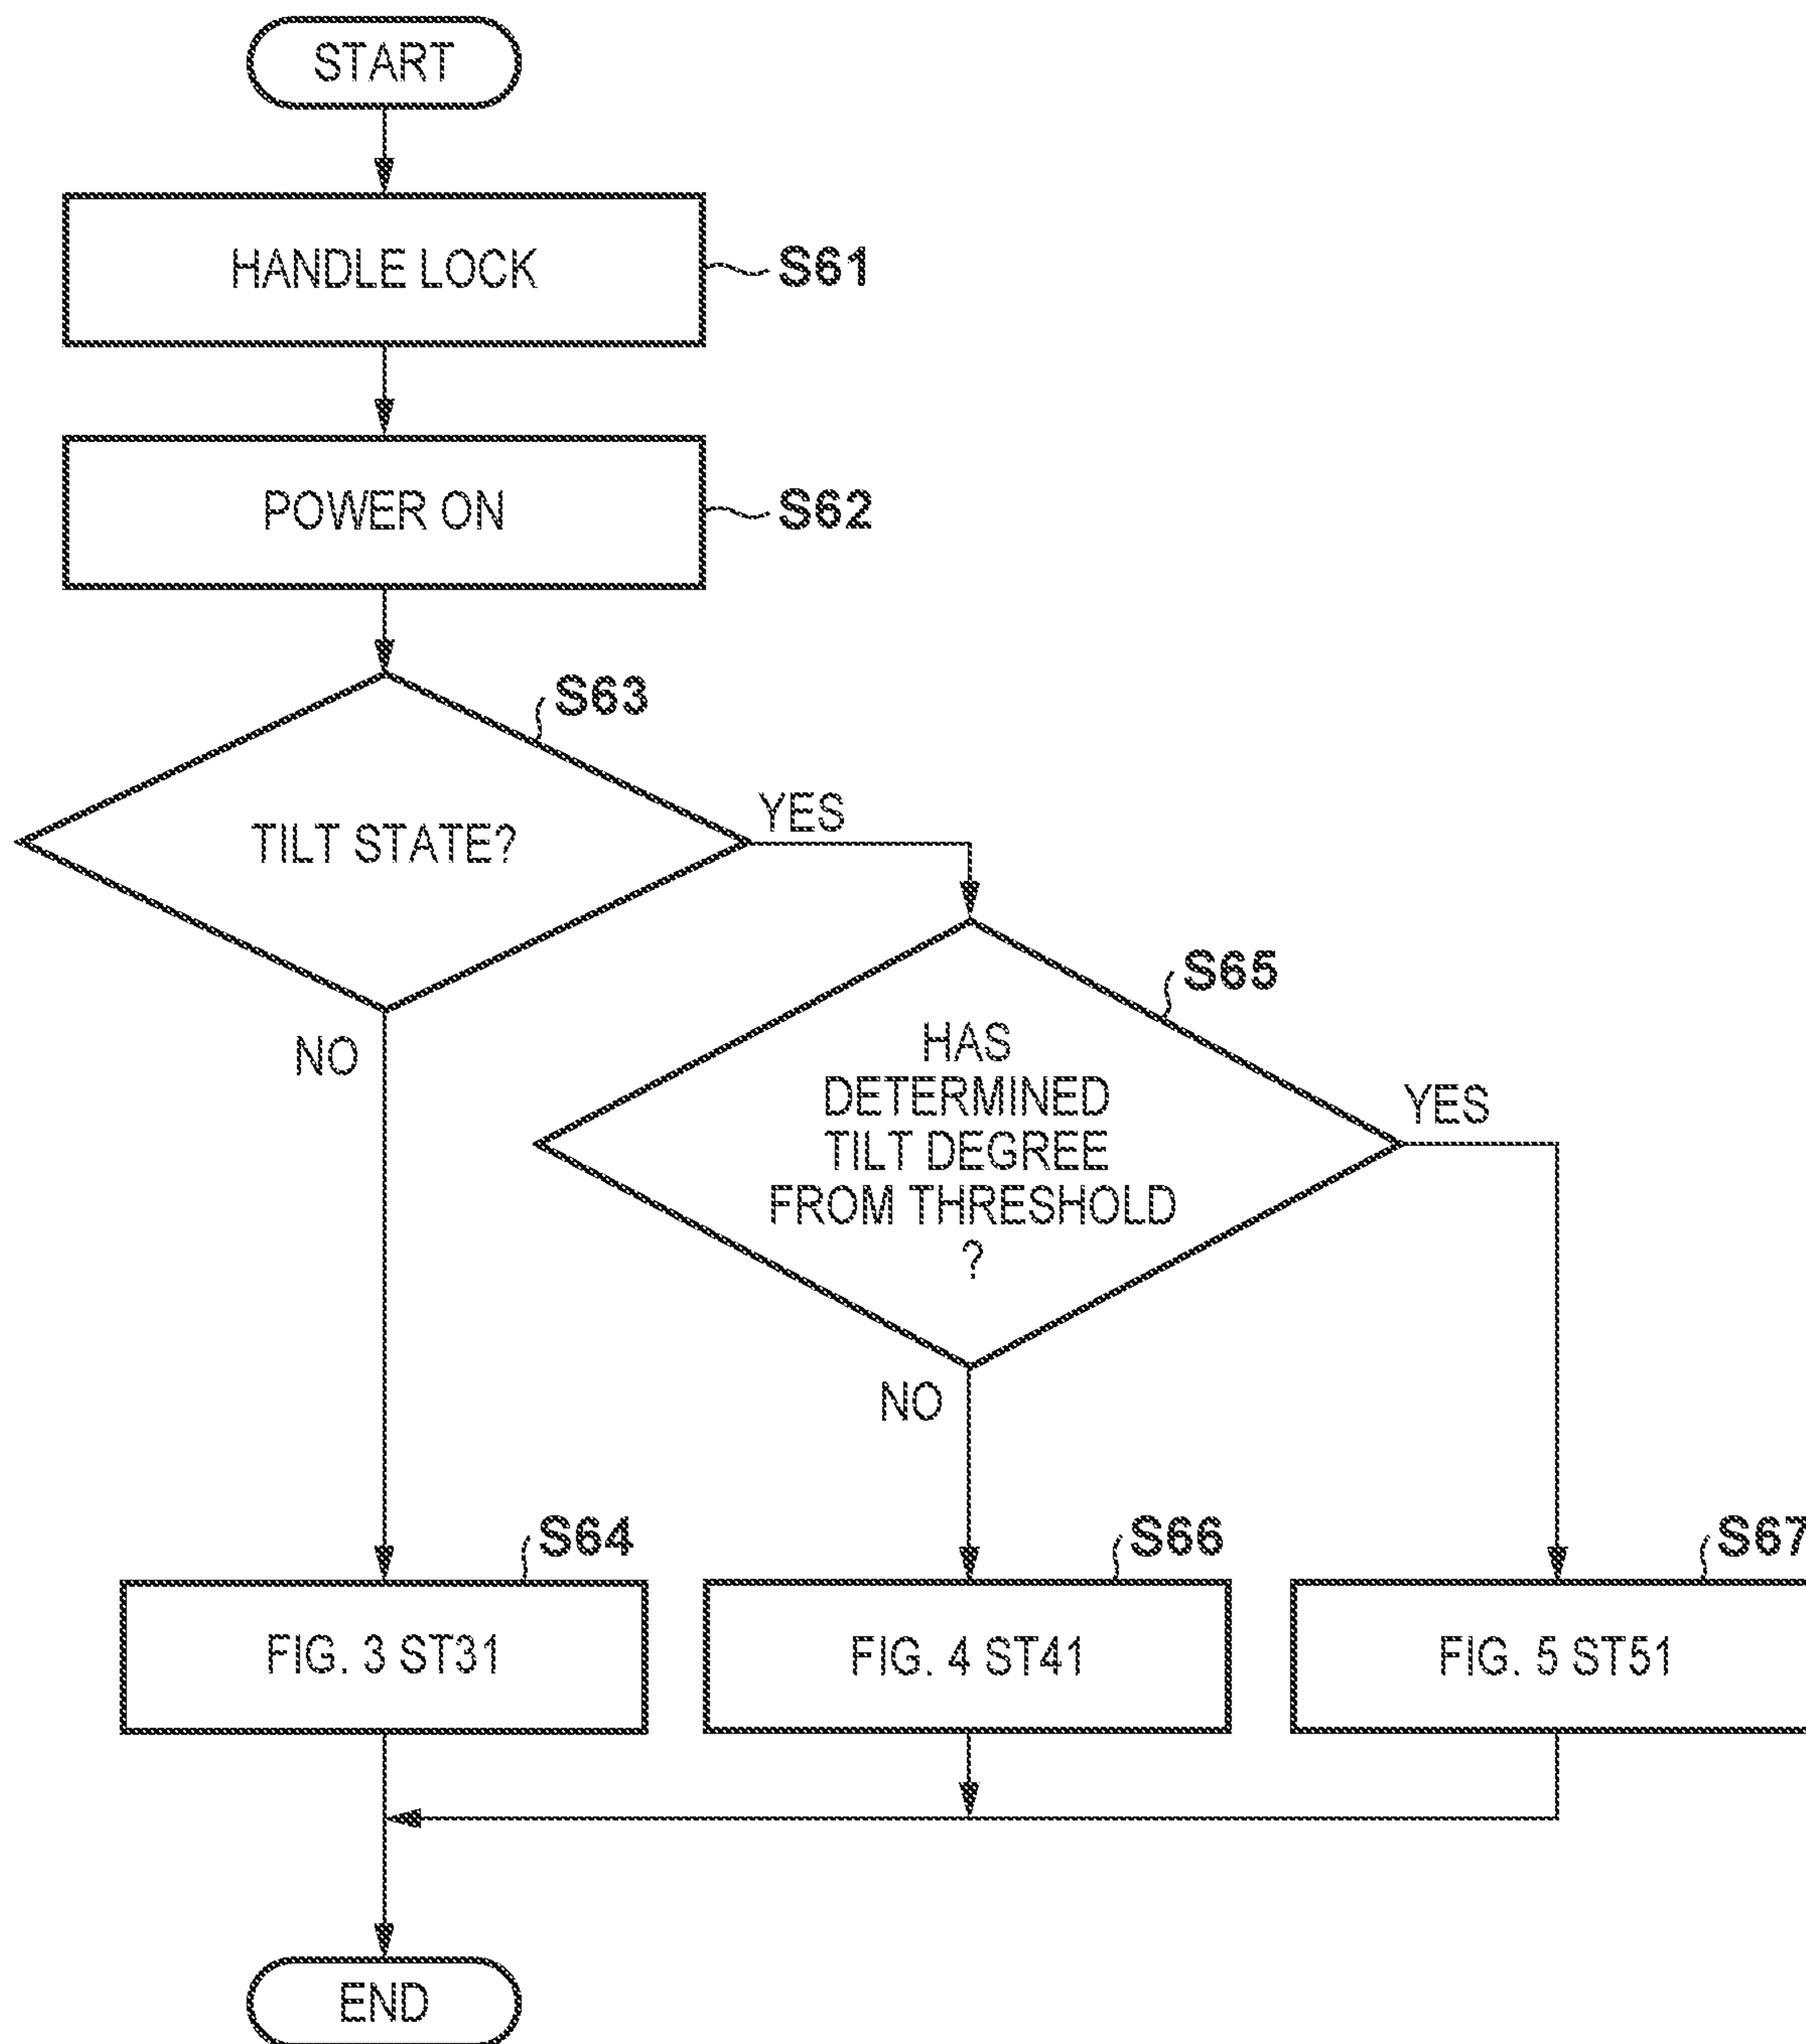 START
HANDLE LOCK
S61
POWER ON
S62
S63
TILT STATE?
YES
NO
S65
HAS
DETERMINED
TILT DEGREE
FROM THRESHOLD
?
YES
NO
S64
FIG. 3 ST31
S66
FIG. 4 ST41
S67
FIG. 5 ST51
END